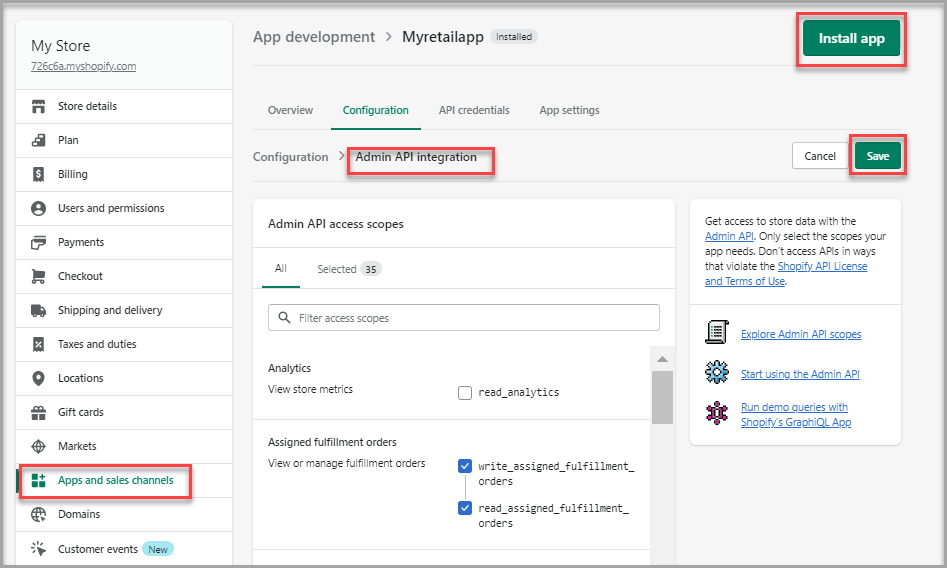 My Store
726c6a.myshopify.com
Store details
Plan
Billing
Users and permissions
Payments
Checkout
Shipping and delivery
Taxes and duties
Locations
Gift cards
Markets
Apps and sales channels
Domains
Customer events New
App development > Myretailapp Installed
Install app
Overview Configuration API credentials App settings
Configuration > Admin API integration
Cancel Save
Admin API access scopes
All Selected 35
Filter access scopes
Analytics
View store metrics
read_analytics
Assigned fulfillment orders
View or manage fulfillment orders
write_assigned_fulfillment_
orders
read_assigned_fulfillment_
orders
Get access to store data with the
Admin API. Only select the scopes your
app needs. Don't access APIs in ways
that violate the Shopify API License
and Terms of Use.
Explore Admin API scopes
Start using the Admin API
Run demo queries with
Shopify's GraphiQL App